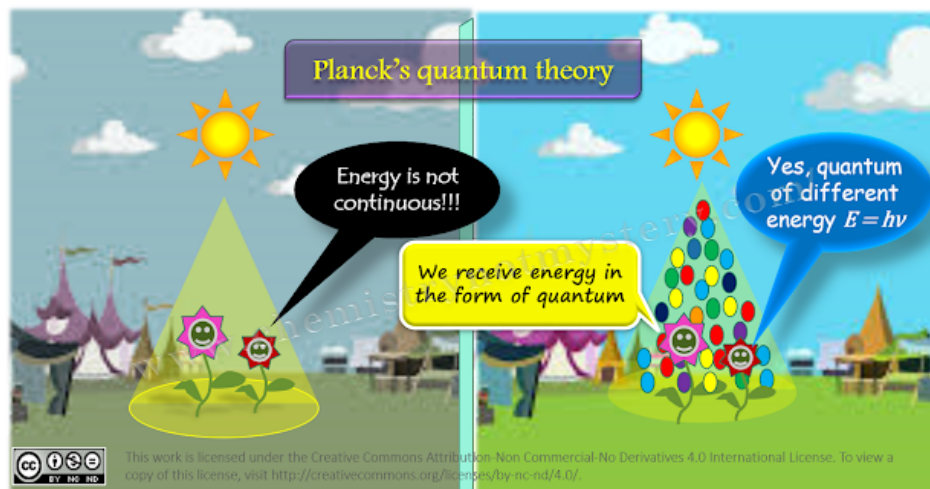 Planck's quantum theory
Energy is not
continuous!!!
Yes, quantum
of different
energy E = hν
We receive energy in
the form of quantum
cc
BY NC ND
This work is licensed under the Creative Commons Attribution-Non Commercial-No Derivatives 4.0 International License. To view a
copy of this license, visit http://creativecommons.org/licenses/by-nc-nd/4.0/.